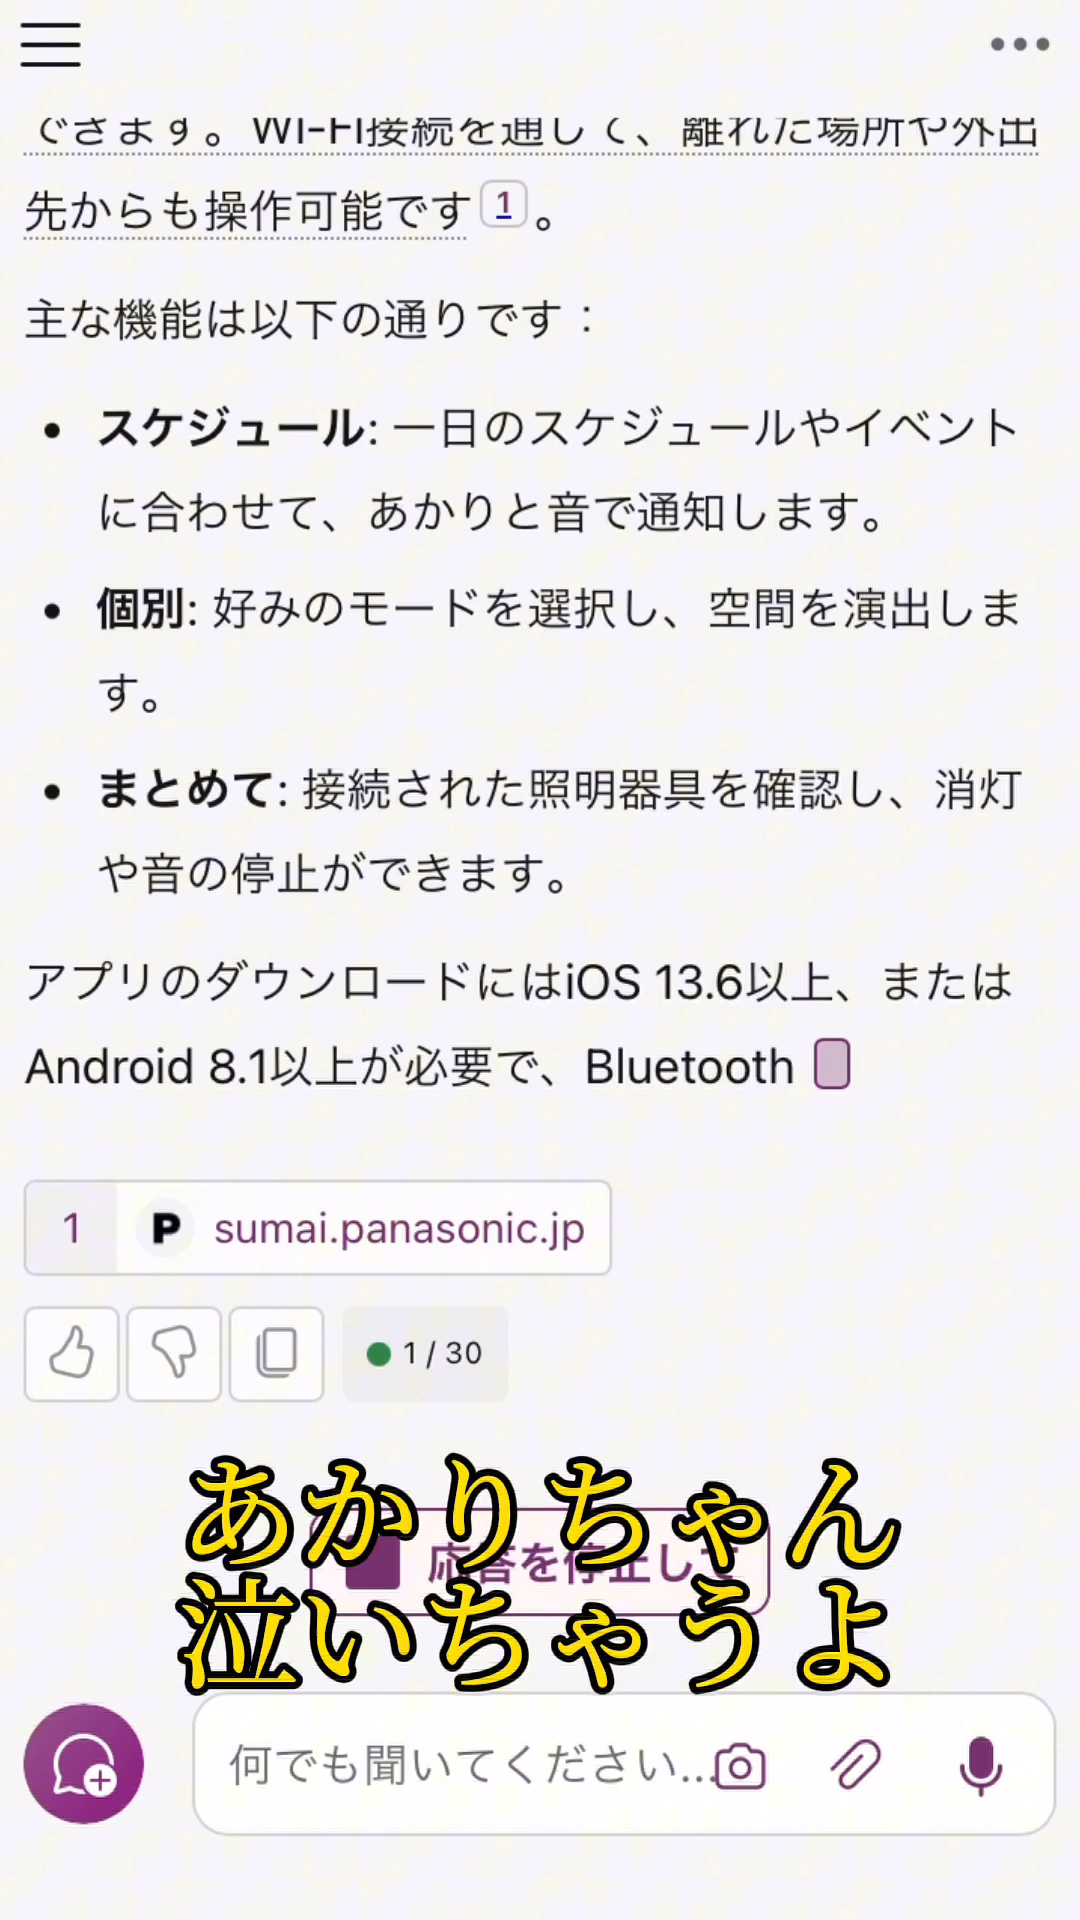 できます。Wi-Fi接続を通して、離れた場所や外出
先からも操作可能です 1 。
主な機能は以下の通りです：
• スケジュール: 一日のスケジュールやイベント
に合わせて、あかりと音で通知します。
• 個別: 好みのモードを選択し、空間を演出しま
す。
• まとめて: 接続された照明器具を確認し、消灯
や音の停止ができます。
アプリのダウンロードにはiOS 13.6以上、または
Android 8.1以上が必要で、Bluetooth
1 P sumai.panasonic.jp
1 / 30
あかりちゃん
応答を停止して
泣いちゃうよ
何でも聞いてください...